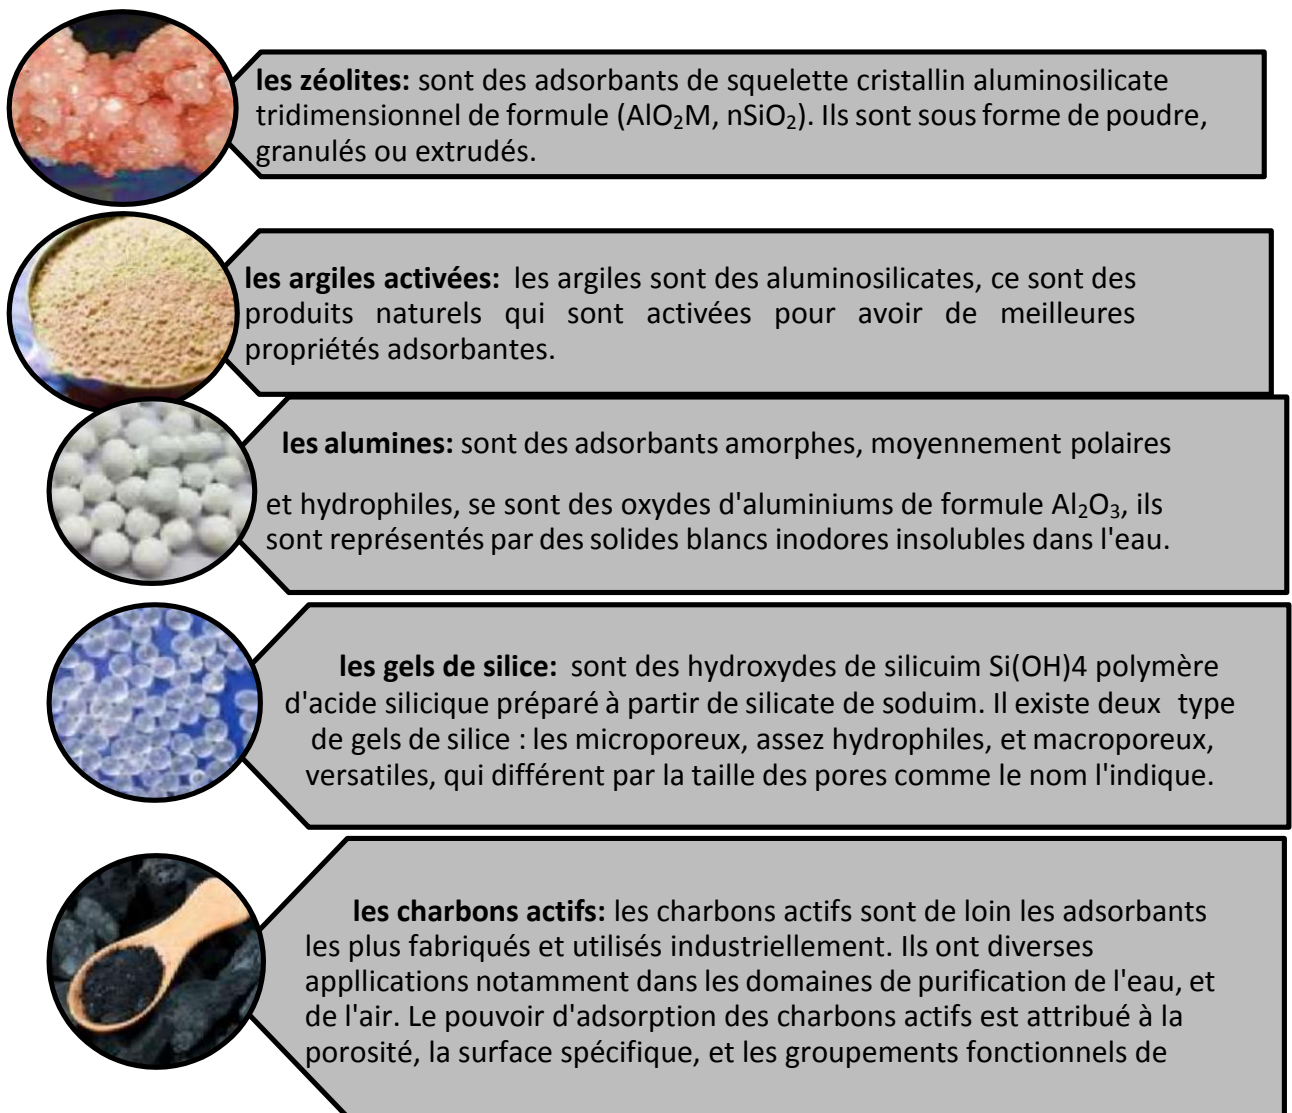 les zéolites: sont des adsorbants de squelette cristallin aluminosilicate
tridimensionnel de formule (AlO₂M, nSiO₂). Ils sont sous forme de poudre,
granulés ou extrudés.
les argiles activées: les argiles sont des aluminosilicates, ce sont des
produits naturels qui sont activées pour avoir de meilleures
propriétés adsorbantes.
les alumines: sont des adsorbants amorphes, moyennement polaires
et hydrophiles, se sont des oxydes d'aluminiums de formule Al₂O₃, ils
sont représentés par des solides blancs inodores insolubles dans l'eau.
les gels de silice: sont des hydroxydes de silicuim Si(OH)4 polymère
d'acide silicique préparé à partir de silicate de soduim. Il existe deux type
de gels de silice : les microporeux, assez hydrophiles, et macroporeux,
versatiles, qui différent par la taille des pores comme le nom l'indique.
les charbons actifs: les charbons actifs sont de loin les adsorbants
les plus fabriqués et utilisés industriellement. Ils ont diverses
appllications notamment dans les domaines de purification de l'eau, et
de l'air. Le pouvoir d'adsorption des charbons actifs est attribué à la
porosité, la surface spécifique, et les groupements fonctionnels de